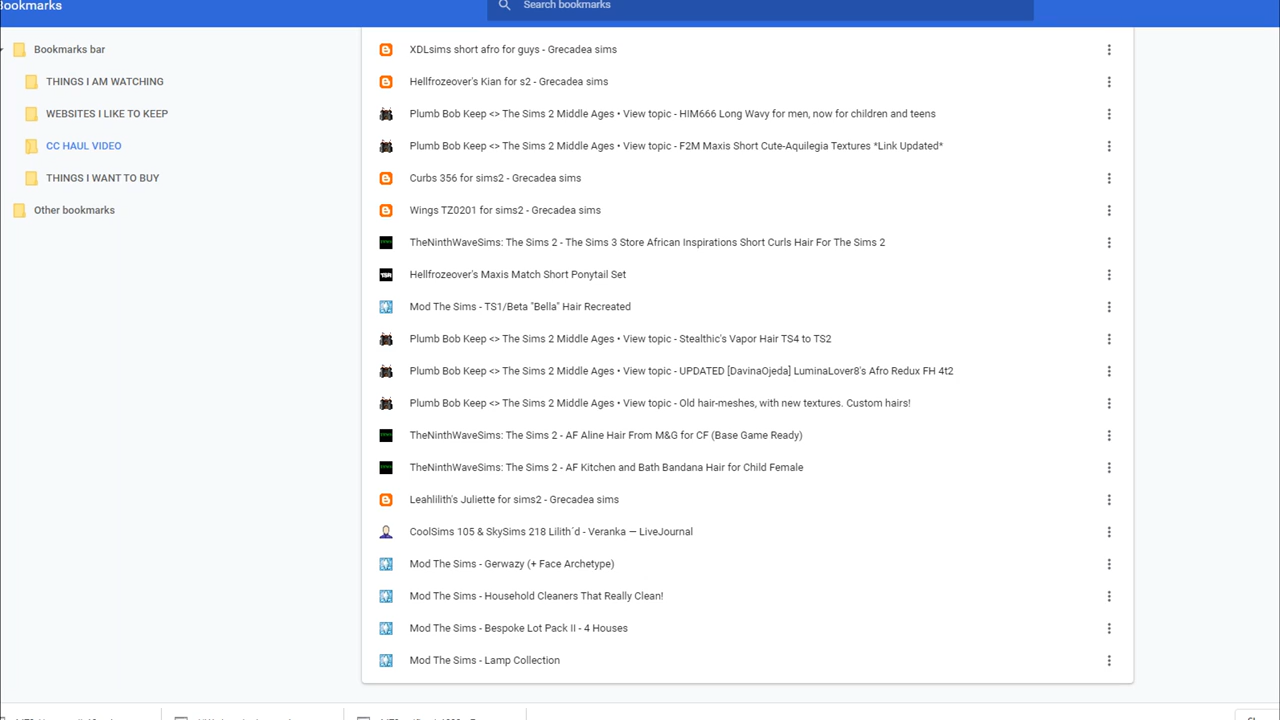 Bookmarks
Search bookmarks
Bookmarks bar
THINGS I AM WATCHING
WEBSITES I LIKE TO KEEP
CC HAUL VIDEO
THINGS I WANT TO BUY
Other bookmarks
XDLsims short afro for guys - Grecadea sims
Hellfrozeover's Kian for s2 - Grecadea sims
Plumb Bob Keep <> The Sims 2 Middle Ages • View topic - HIM666 Long Wavy for men, now for children and teens
Plumb Bob Keep <> The Sims 2 Middle Ages • View topic - F2M Maxis Short Cute-Aquilegia Textures *Link Updated*
Curbs 356 for sims2 - Grecadea sims
Wings TZ0201 for sims2 - Grecadea sims
TheNinthWaveSims: The Sims 2 - The Sims 3 Store African Inspirations Short Curls Hair For The Sims 2
TSR
Hellfrozeover's Maxis Match Short Ponytail Set
Mod The Sims - TS1/Beta "Bella" Hair Recreated
Plumb Bob Keep <> The Sims 2 Middle Ages • View topic - Stealthic's Vapor Hair TS4 to TS2
Plumb Bob Keep <> The Sims 2 Middle Ages • View topic - UPDATED [DavinaOjeda] LuminaLover8's Afro Redux FH 4t2
Plumb Bob Keep <> The Sims 2 Middle Ages • View topic - Old hair-meshes, with new textures. Custom hairs!
TheNinthWaveSims: The Sims 2 - AF Aline Hair From M&G for CF (Base Game Ready)
TheNinthWaveSims: The Sims 2 - AF Kitchen and Bath Bandana Hair for Child Female
Leahlilith's Juliette for sims2 - Grecadea sims
CoolSims 105 & SkySims 218 Lilith´d - Veranka — LiveJournal
Mod The Sims - Gerwazy (+ Face Archetype)
Mod The Sims - Household Cleaners That Really Clean!
Mod The Sims - Bespoke Lot Pack II - 4 Houses
Mod The Sims - Lamp Collection